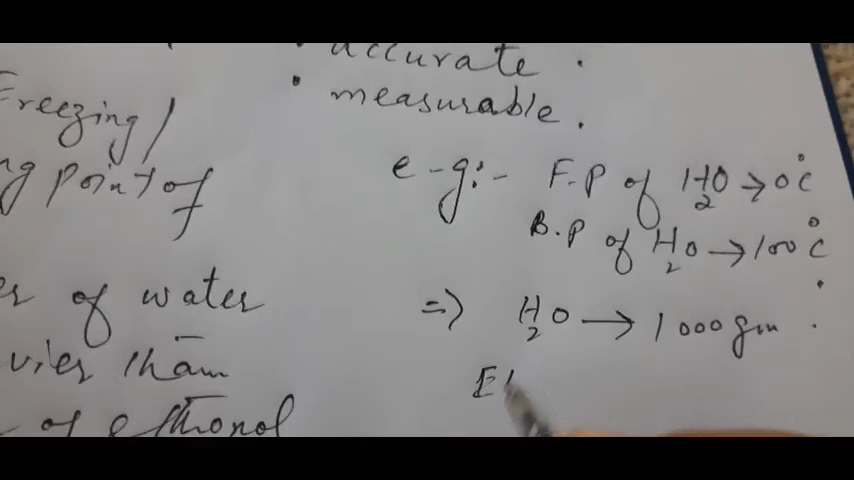 accurate.
Freezing/
measurable.
point of
e-g:- F.P of H2O → 0°C
B.P of H2O → 100°C
of water
=> H2O → 1000 gm.
than
of ethanol